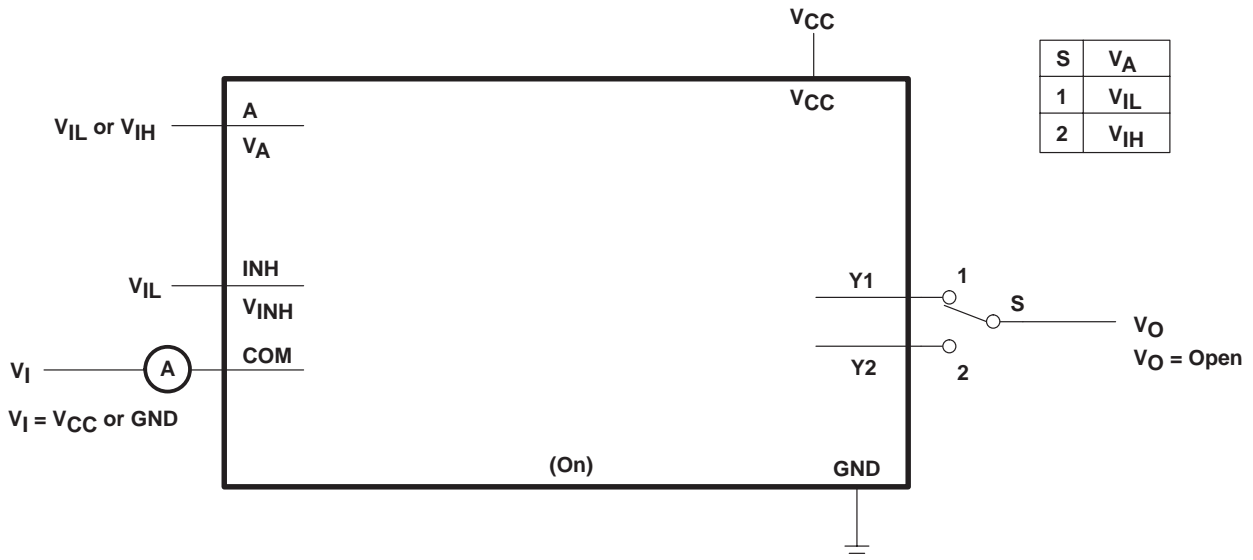 VCC
S VA
1 VIL
2 VIH
VCC
A
VIL or VIH
VA
INH
VIL
VINH
Y1
1
S
VO
VO = Open
COM
VI
A
Y2
2
VI = VCC or GND
(On)
GND